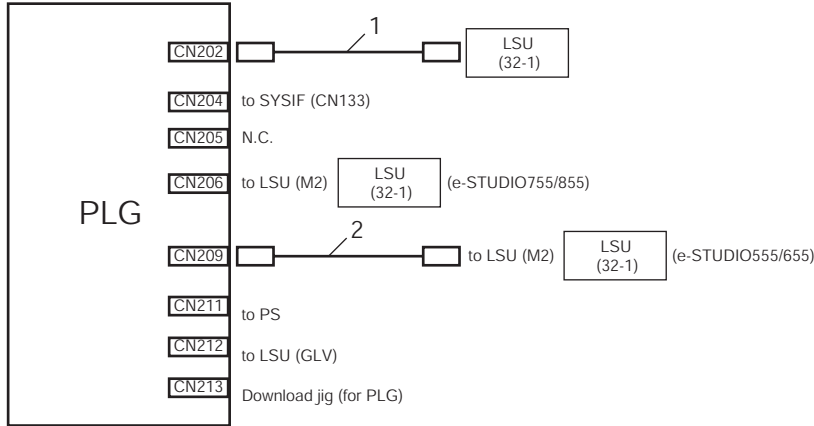 1
CN202
LSU
(32-1)
CN204 to SYSIF (CN133)
CN205 N.C.
CN206 to LSU (M2) LSU (e-STUDIO755/855)
(32-1)
PLG
2
CN209 to LSU (M2) LSU (e-STUDIO555/655)
(32-1)
CN211 to PS
CN212 to LSU (GLV)
CN213 Download jig (for PLG)